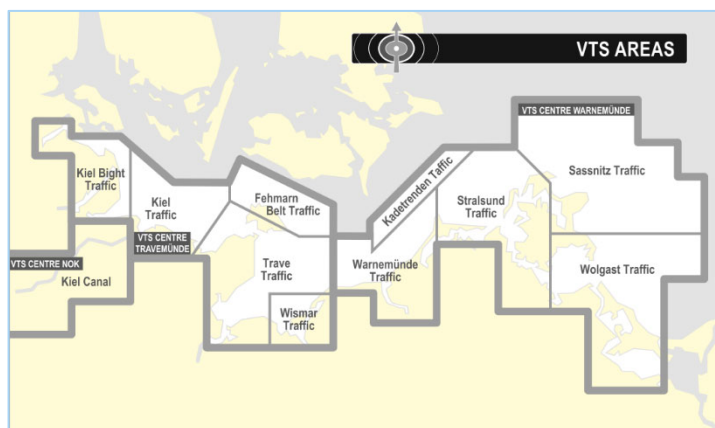 VTS AREAS
VTS CENTRE WARNEMÜNDE
Kiel Bight
Traffic
Kiel
Traffic
Fehmarn
Belt Traffic
Kadetrenden Taffic
Stralsund
Traffic
Sassnitz Traffic
VTS CENTRE
TRAVEMÜNDE
VTS CENTRE NOK
Kiel Canal
Trave
Traffic
Wismar
Traffic
Warnemünde
Traffic
Wolgast Traffic